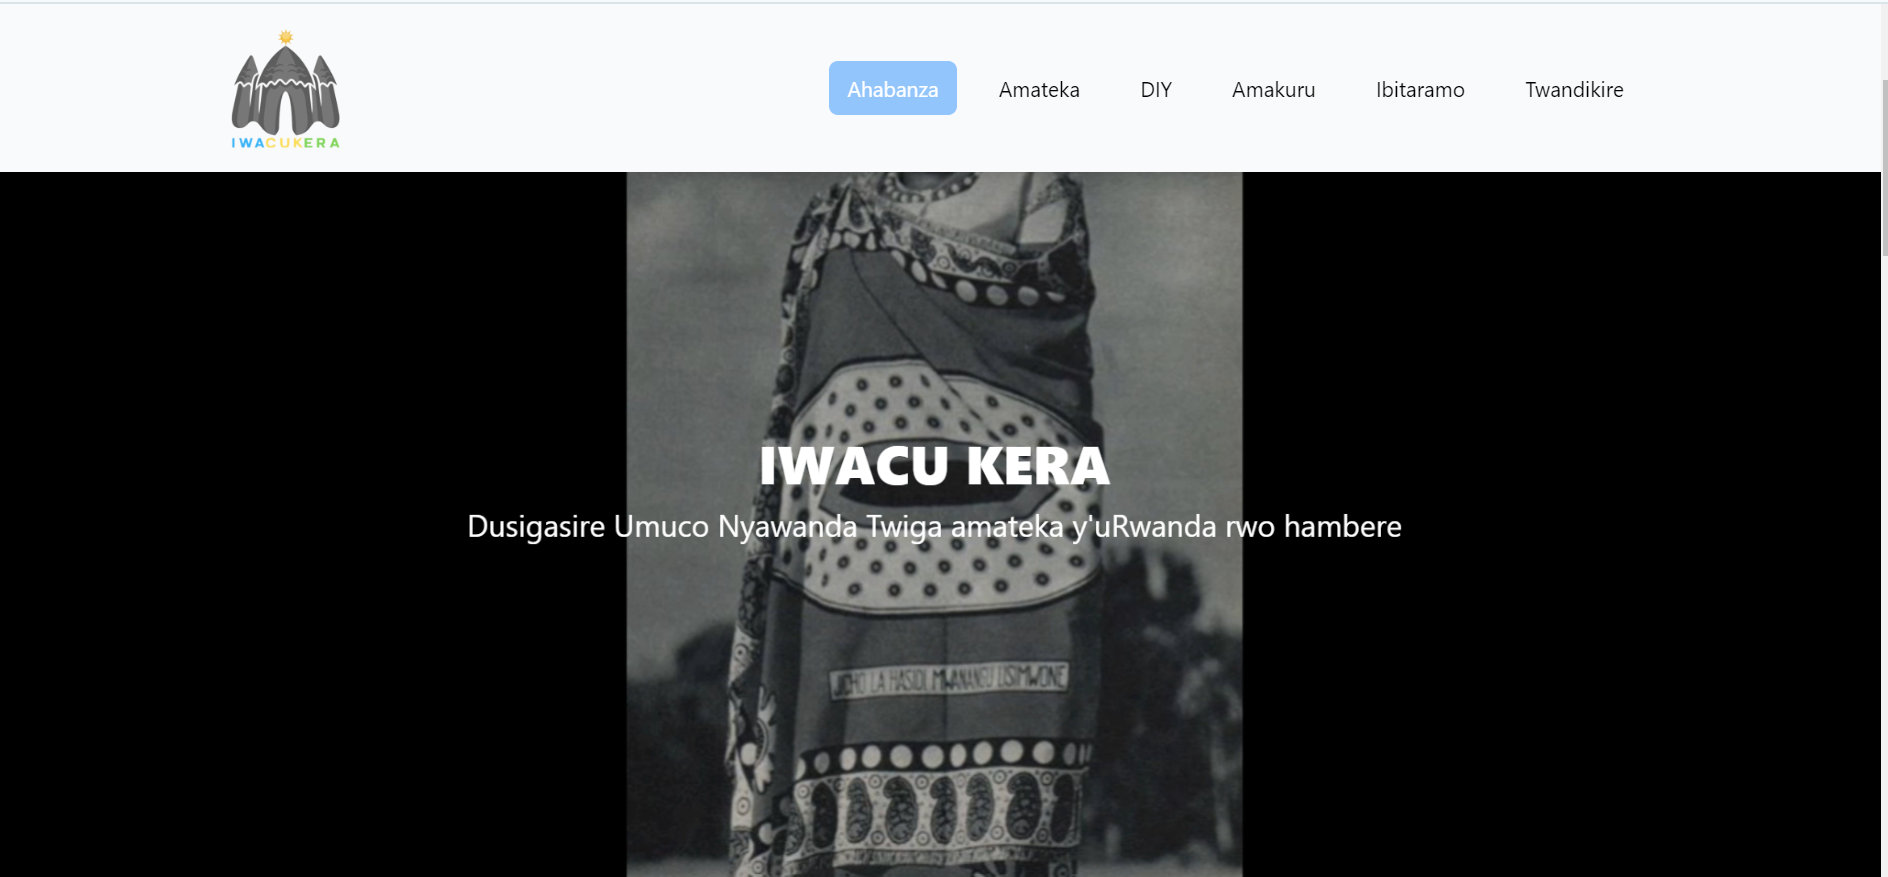 IWACUKERA
Ahabanza Amateka DIY Amakuru Ibitaramo Twandikire
IWACU KERA
Dusigasire Umuco Nyawanda Twiga amateka y'uRwanda rwo hambere
JICHO LA HASIDI MWANANGU USIMWONE